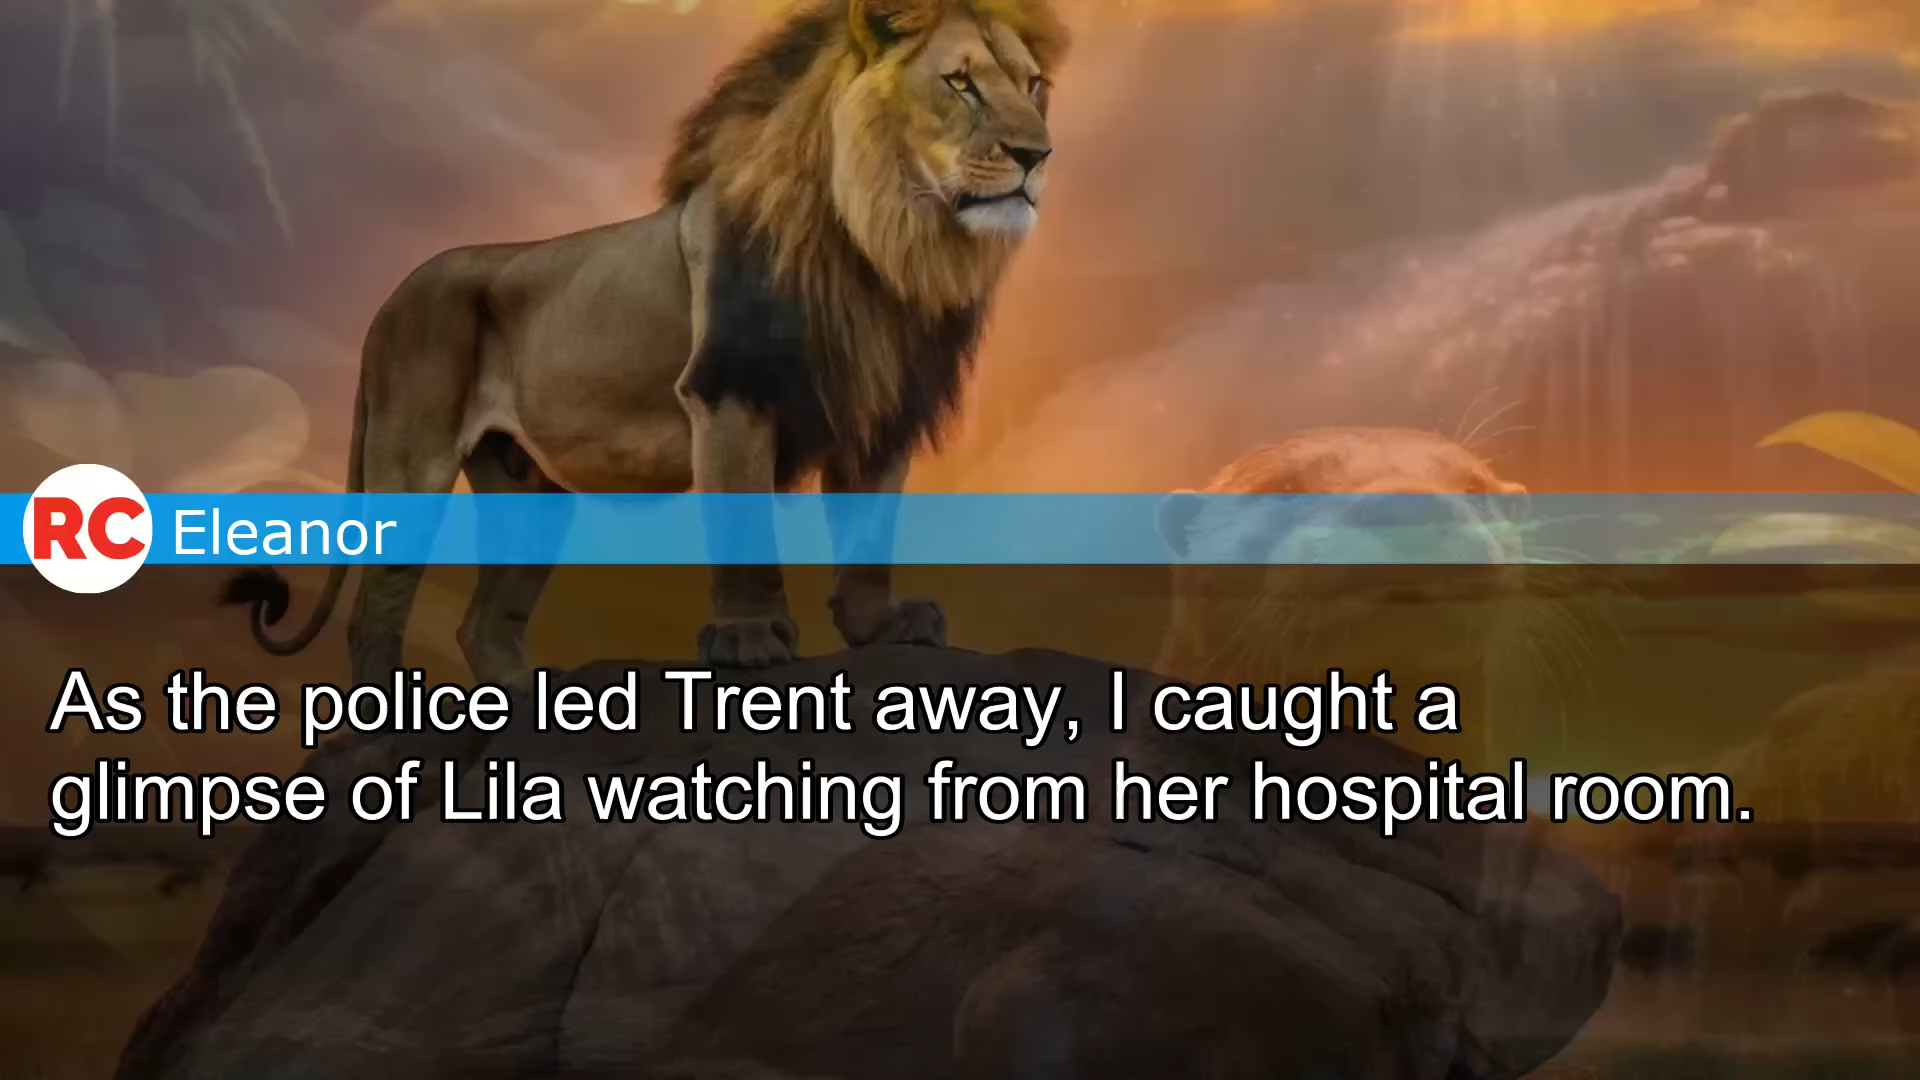 RC Eleanor
As the police led Trent away, I caught a
glimpse of Lila watching from her hospital room.